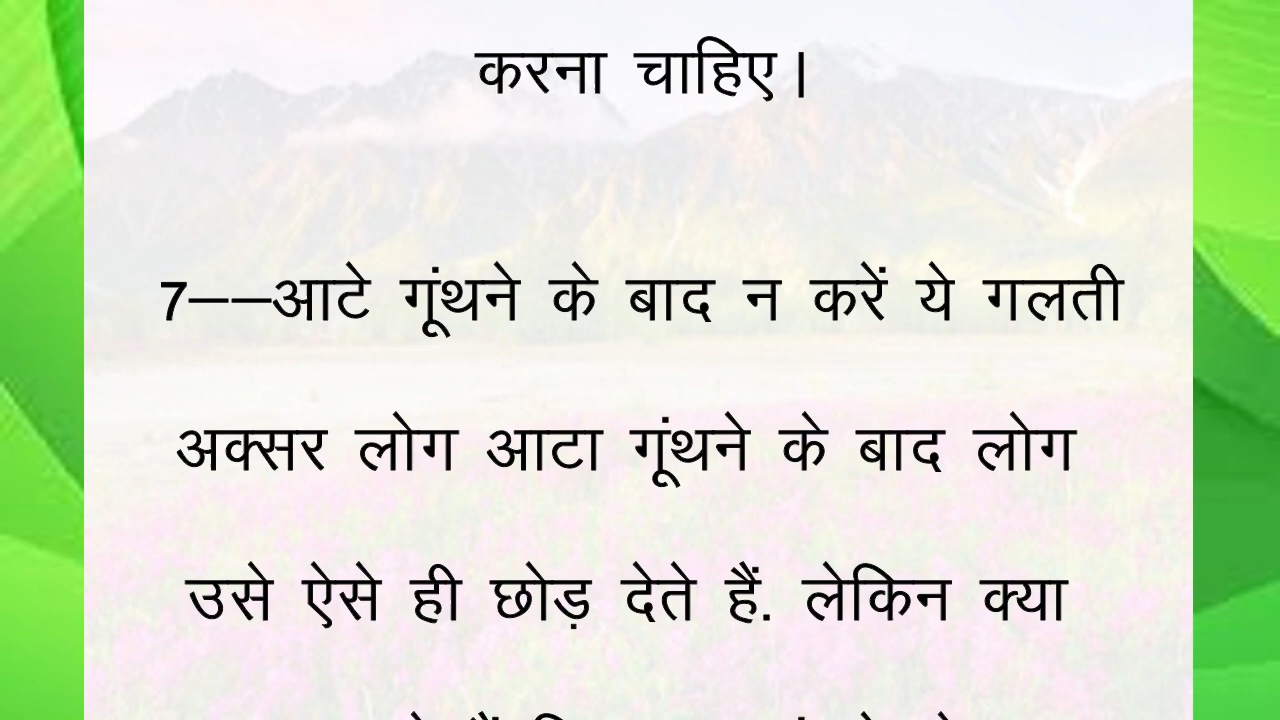 करना चाहिए।
7––आटे गूंथने के बाद न करें ये गलती
अक्सर लोग आटा गूंथने के बाद लोग
उसे ऐसे ही छोड़ देते हैं. लेकिन क्या